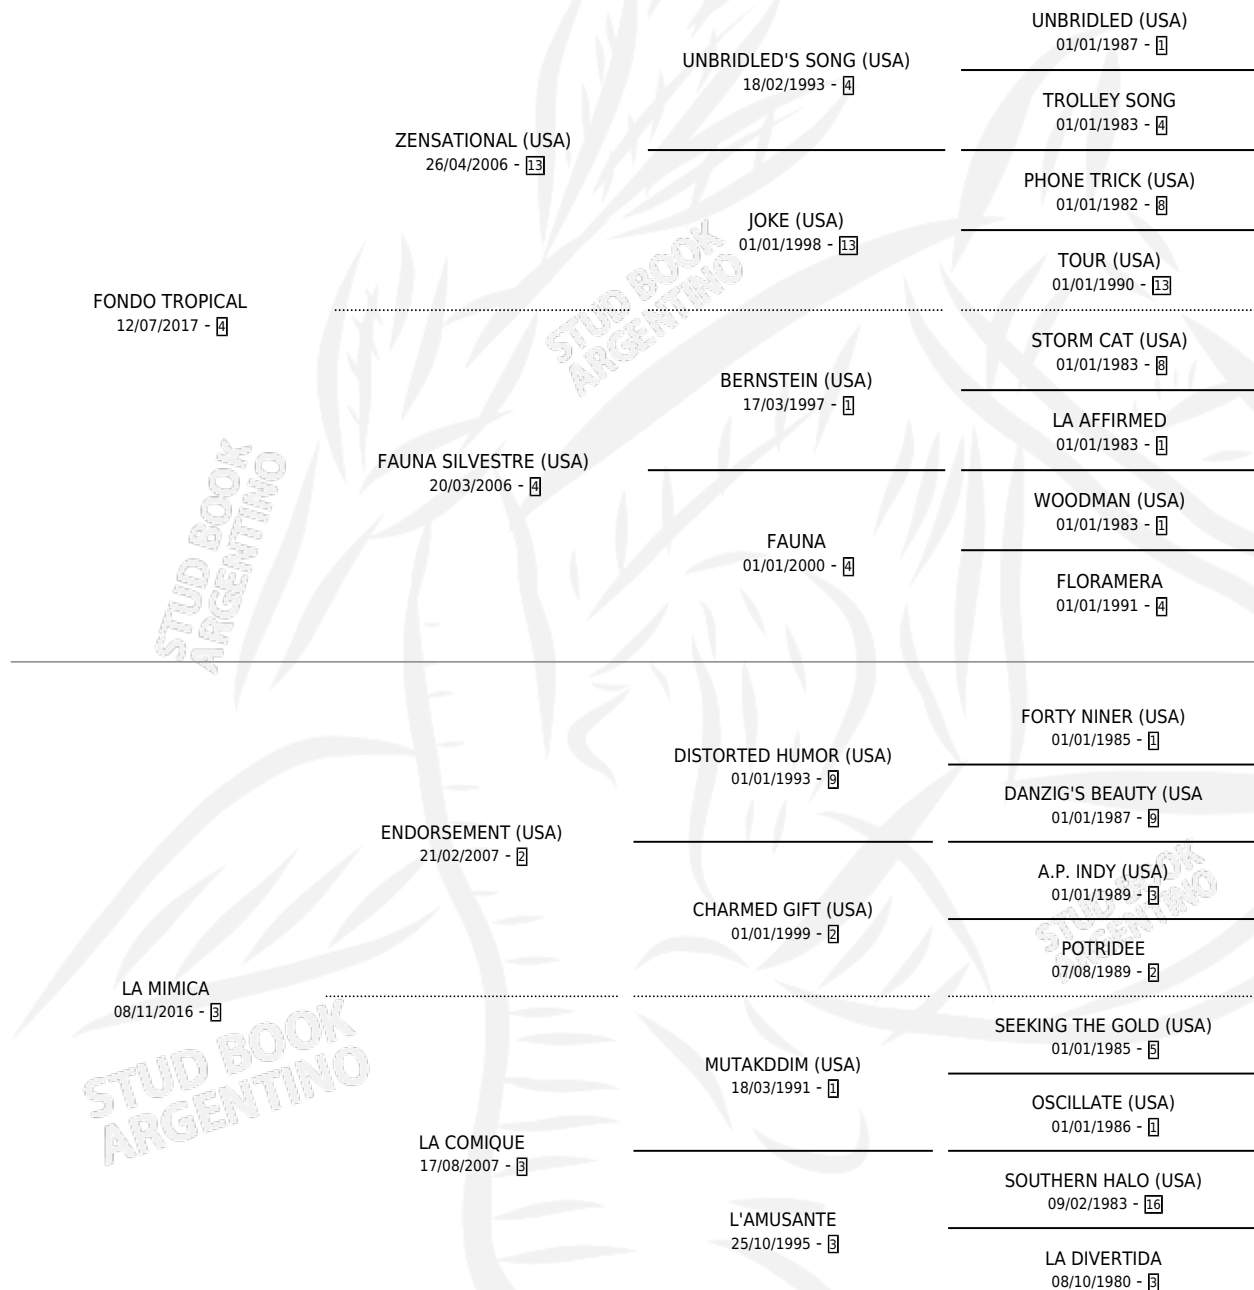 UNBRIDLED (USA)
01/01/1987 - 1
UNBRIDLED'S SONG (USA)
18/02/1993 - 4
TROLLEY SONG
01/01/1983 - 4
ZENSATIONAL (USA)
26/04/2006 - 13
PHONE TRICK (USA)
01/01/1982 - 8
JOKE (USA)
01/01/1998 - 13
TOUR (USA)
01/01/1990 - 13
FONDO TROPICAL
12/07/2017 - 4
STORM CAT (USA)
01/01/1983 - 8
BERNSTEIN (USA)
17/03/1997 - 1
LA AFFIRMED
01/01/1983 - 1
FAUNA SILVESTRE (USA)
20/03/2006 - 4
WOODMAN (USA)
01/01/1983 - 1
FAUNA
01/01/2000 - 4
FLORAMERA
01/01/1991 - 4
FORTY NINER (USA)
01/01/1985 - 1
DISTORTED HUMOR (USA)
01/01/1993 - 9
DANZIG'S BEAUTY (USA
01/01/1987 - 9
ENDORSEMENT (USA)
21/02/2007 - 2
A.P. INDY (USA)
01/01/1989 - 3
CHARMED GIFT (USA)
01/01/1999 - 2
POTRIDEE
07/08/1989 - 2
LA MIMICA
08/11/2016 - 3
SEEKING THE GOLD (USA)
01/01/1985 - 5
MUTAKDDIM (USA)
18/03/1991 - 1
OSCILLATE (USA)
01/01/1986 - 1
LA COMIQUE
17/08/2007 - 3
SOUTHERN HALO (USA)
09/02/1983 - 16
L'AMUSANTE
25/10/1995 - 3
LA DIVERTIDA
08/10/1980 - 3
STUD BOOK
ARGENTINO
STUD BOOK
ARGENTINO
STUD BOOK
ARGENTINO
STUD BOOK
ARGENTINO